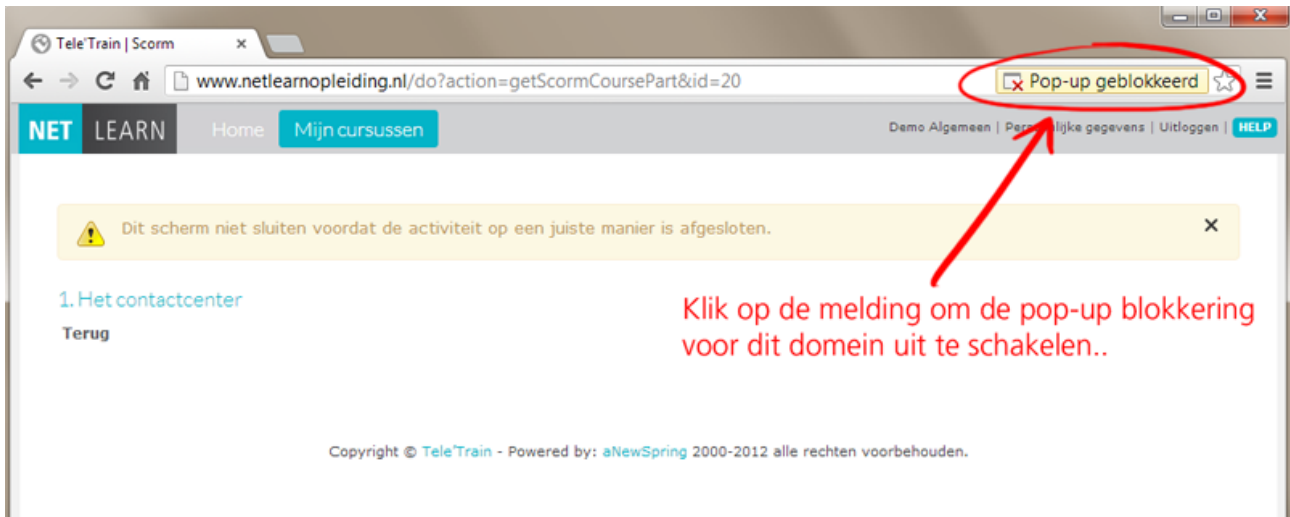 Tele'Train | Scorm
www.netlearnopleiding.nl/do?action=getScormCoursePart&id=20
Pop-up geblokkeerd
NET LEARN Home Mijn cursussen
Demo Algemeen | Persoonlijke gegevens | Uitloggen | HELP
Dit scherm niet sluiten voordat de activiteit op een juiste manier is afgesloten.
1. Het contactcenter
Terug
Klik op de melding om de pop-up blokkering
voor dit domein uit te schakelen..
Copyright © Tele'Train - Powered by: aNewSpring 2000-2012 alle rechten voorbehouden.